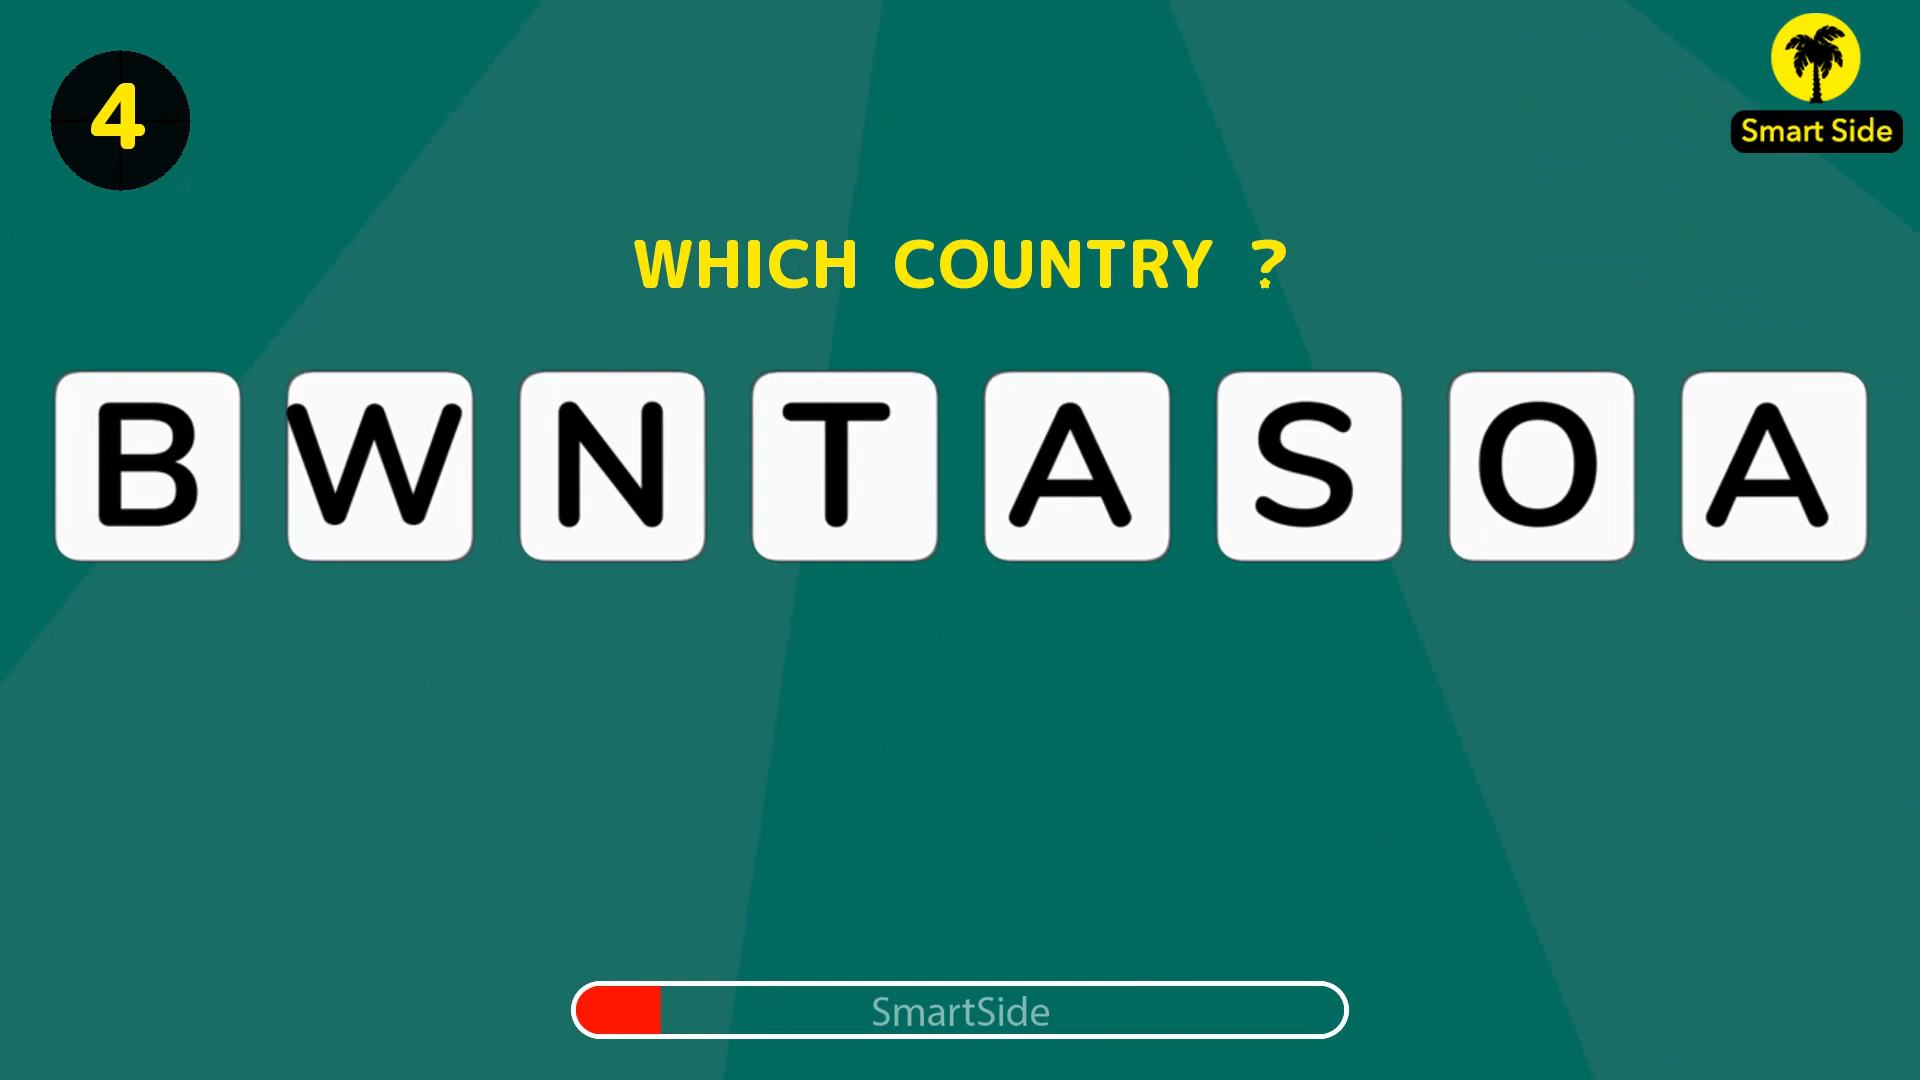 4
Smart Side
WHICH COUNTRY ?
B W N T A S O A
SmartSide